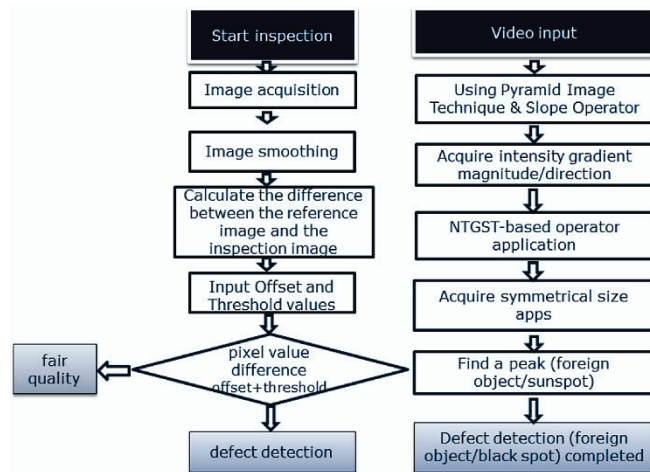 Start inspection
Image acquisition
Image smoothing
Calculate the difference
between the reference
image and the
inspection image
Input Offset and
Threshold values
pixel value
difference
offset+threshold
fair
quality
defect detection
Video input
Using Pyramid Image
Technique & Slope Operator
Acquire intensity gradient
magnitude/direction
NTGST-based operator
application
Acquire symmetrical size
apps
Find a peak (foreign
object/sunspot)
Defect detection (foreign
object/black spot) completed